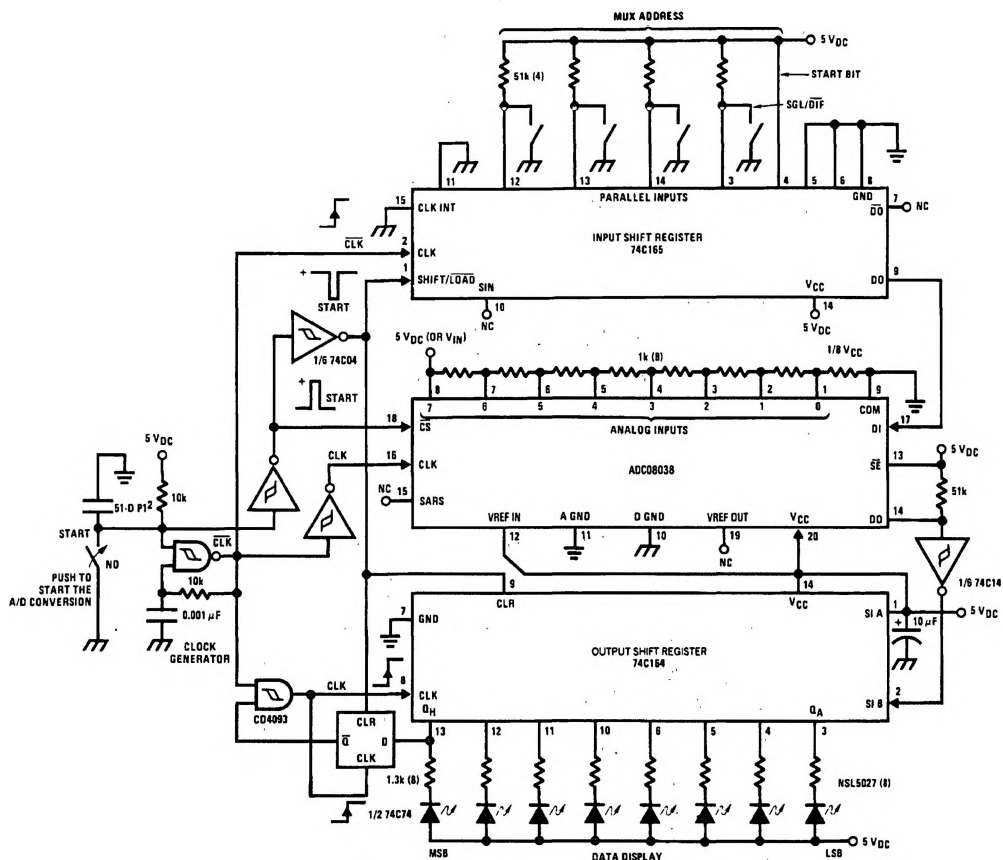 MUX ADDRESS
5 VDC
51k (4)
START BIT
SGL/DIF
11 12 13 14 3 4 5 6 8
PARALLEL INPUTS
GND
15 CLK INT
DO 7 NC
INPUT SHIFT REGISTER
74C165
CLK 2 CLK
1 SHIFT/LOAD
DO 9
SIN
VCC
10
NC
14
5 VDC
+
START
1/6 74C04
5 VDC (OR VIN)
1k (8)
1/8 VCC
START
8 7 6 5 4 3 2 1 9
7 6 5 4 3 2 1 0 COM
18 CS
ANALOG INPUTS
DI 17
CLK 16 CLK
ADC08038
SE 13
5 VDC
51k
NC 15 SARS
DO 14
VREF IN A GND D GND VREF OUT VCC
12 11 10 19 20
NC
1/6 74C14
5 VDC
10k
START
NO
PUSH TO
START THE
A/D CONVERSION
CLK
10k
0.001 μF
CLOCK
GENERATOR
9 14
CLR VCC
7 GND
SI A 1
5 VDC
+
10 μF
OUTPUT SHIFT REGISTER
74C164
CLK 8 CLK
SI B 2
CD4093
QH QA
CLR
Q D
CLK
13 12 11 10 6 5 4 3
1.3k (8)
NSL5027 (8)
1/2 74C74
5 VDC
MSB DATA DISPLAY LSB